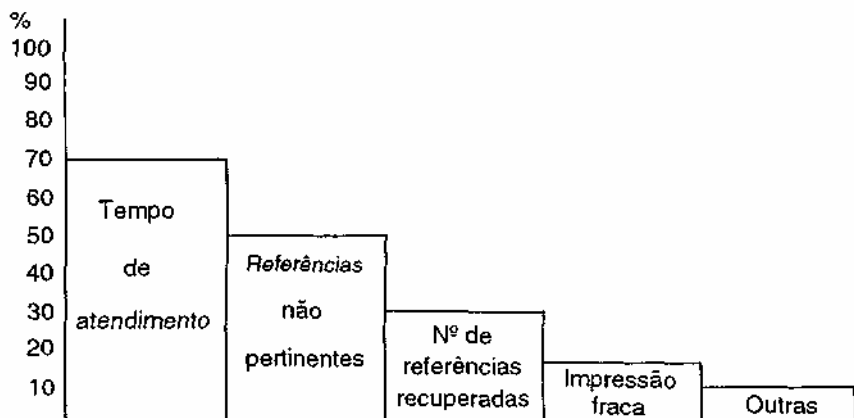 %
100
90
80
70
60
50
40
30
20
10
Tempo
de
atendimento
Referências
não
pertinentes
Nº de
referências
recuperadas
Impressão
fraca
Outras